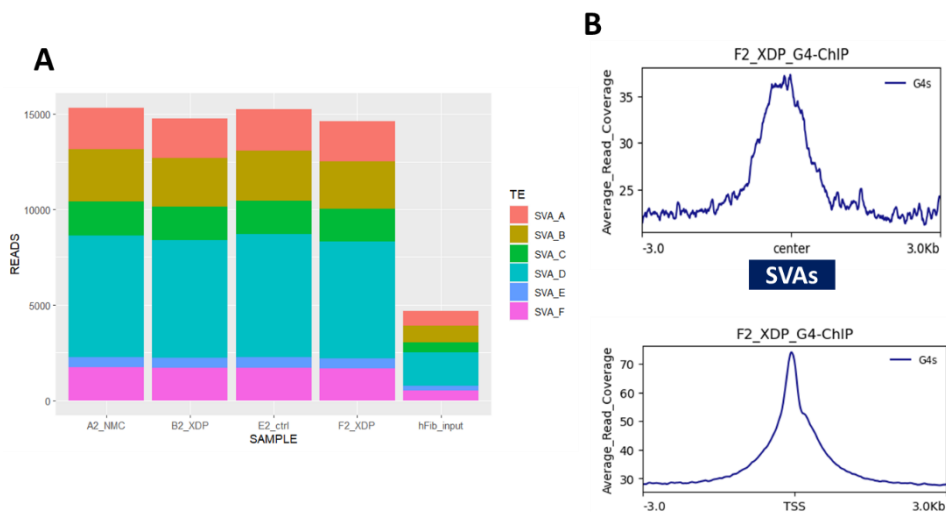 A
READS
15000
10000
5000
0
A2_NMC B2_XDP E2_ctrl F2_XDP hFib_input
SAMPLE
TE
SVA_A
SVA_B
SVA_C
SVA_D
SVA_E
SVA_F
B
F2_XDP_G4-ChIP
G4s
Average_Read_Coverage
35
30
25
-3.0 center 3.0Kb
SVAs
F2_XDP_G4-ChIP
G4s
Average_Read_Coverage
70
60
50
40
30
-3.0 TSS 3.0Kb